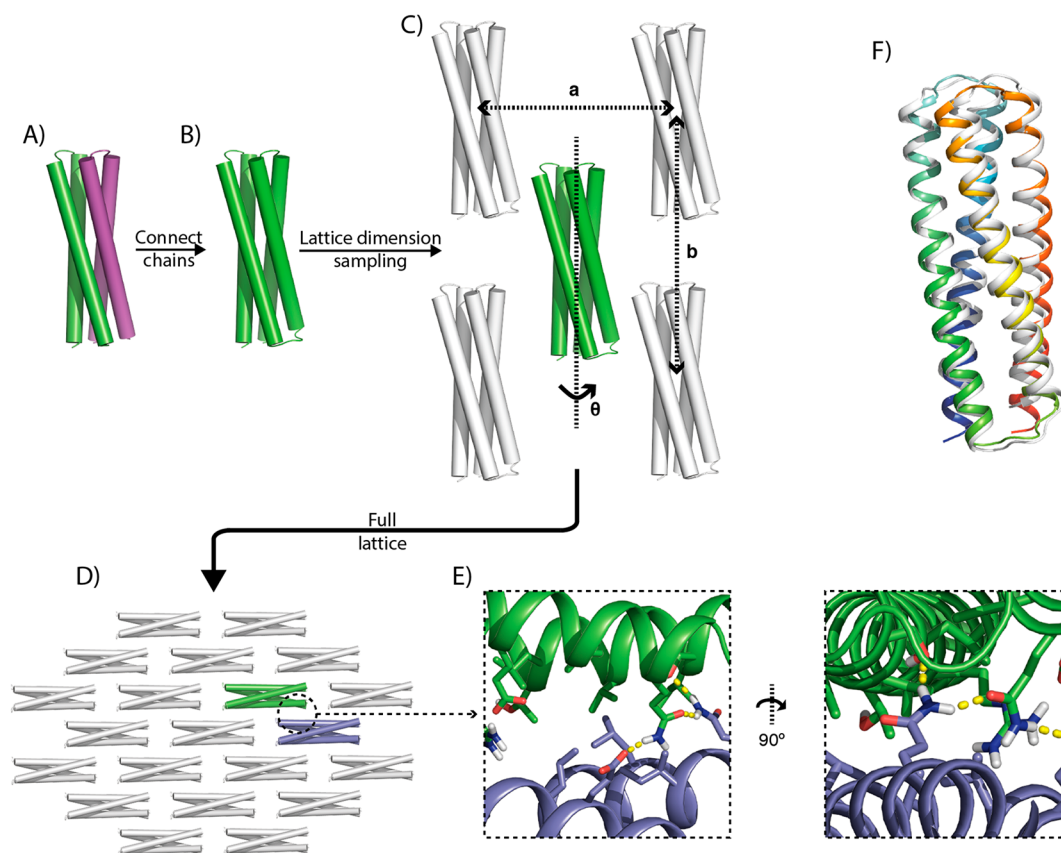 C)
F)
a
A)
B)
Connect
chains
Lattice dimension
sampling
b
θ
Full
lattice
D)
E)
90°